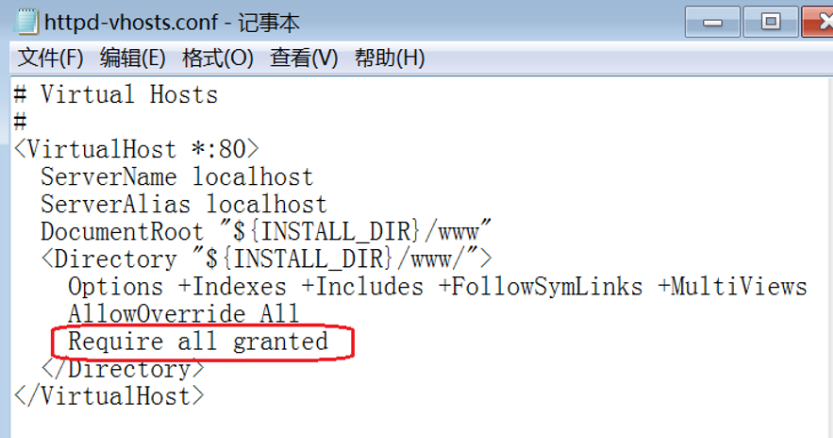 httpd-vhosts.conf - 记事本
文件(F) 编辑(E) 格式(O) 查看(V) 帮助(H)
# Virtual Hosts
#
<VirtualHost *:80>
  ServerName localhost
  ServerAlias localhost
  DocumentRoot "${INSTALL_DIR}/www"
  <Directory "${INSTALL_DIR}/www/">
    Options +Indexes +Includes +FollowSymLinks +MultiViews
    AllowOverride All
    Require all granted
  </Directory>
</VirtualHost>